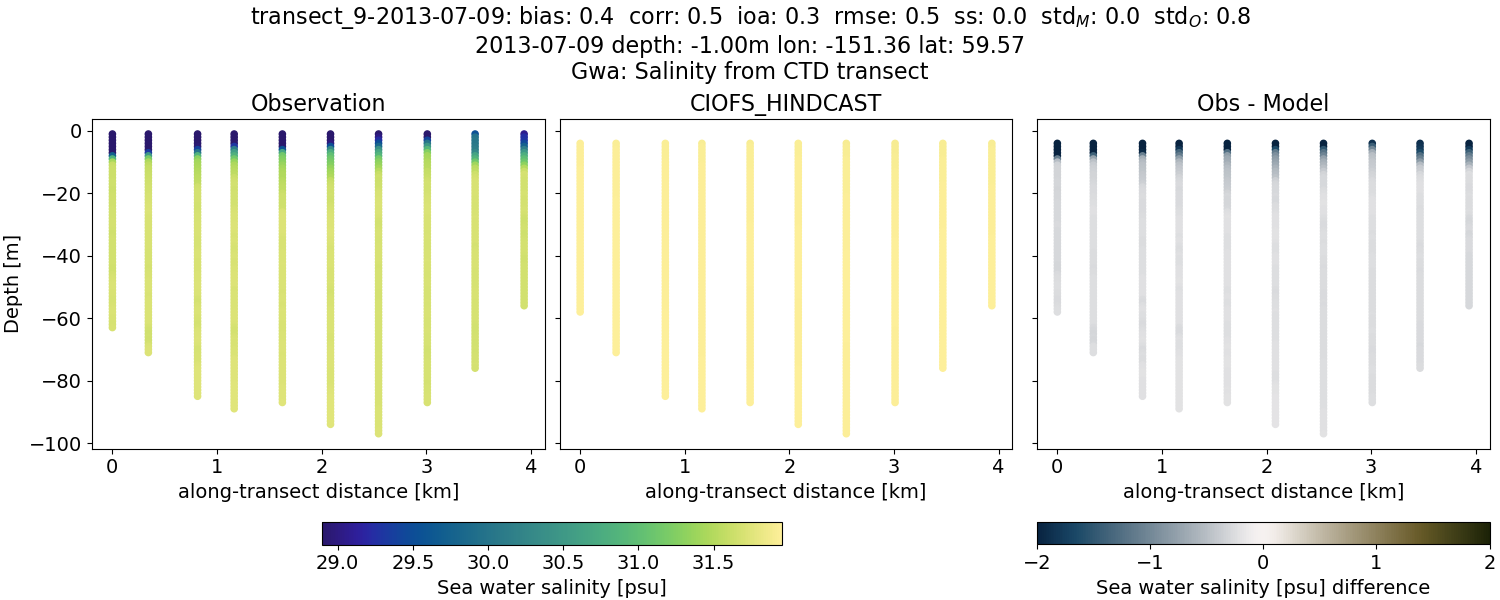 transect_9-2013-07-09: bias: 0.4 corr: 0.5 ioa: 0.3 rmse: 0.5 ss: 0.0 std_M: 0.0 std_O: 0.8
2013-07-09 depth: -1.00m lon: -151.36 lat: 59.57
Gwa: Salinity from CTD transect
Observation
CIOFS_HINDCAST
Obs - Model
Depth [m]
0
−20
−40
−60
−80
−100
0 1 2 3 4
0 1 2 3 4
0 1 2 3 4
along-transect distance [km]
along-transect distance [km]
along-transect distance [km]
29.0 29.5 30.0 30.5 31.0 31.5
Sea water salinity [psu]
−2 −1 0 1 2
Sea water salinity [psu] difference